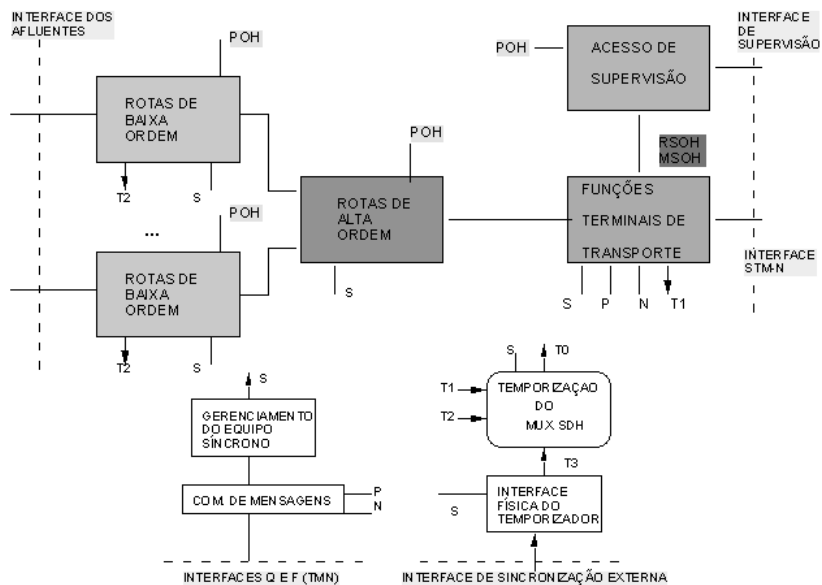 INTERFACE DOS
AFLUENTES
POH
ROTAS DE
BAIXA
ORDEM
T2
S
...
POH
ROTAS DE
BAIXA
ORDEM
T2
S
POH
ROTAS DE
ALTA
ORDEM
S
POH
ACESSO DE
SUPERVISÃO
INTERFACE
DE
SUPERVISÃO
RSOH
MSOH
FUNÇÕES
TERMINAIS DE
TRANSPORTE
S P N T1
INTERFACE
STM-N
S
GERENCIAMENTO
DO EQUIPO
SÍNCRONO
COM. DE MENSAGENS
P
N
INTERFACES Q E F (TMN)
S T0
T1
T2
TEMPORIZAÇAO
DO
MUX SDH
T3
S
INTERFACE
FÍSICA DO
TEMPORIZADOR
INTERFACE DE SINCRONIZAÇÃO EXTERNA